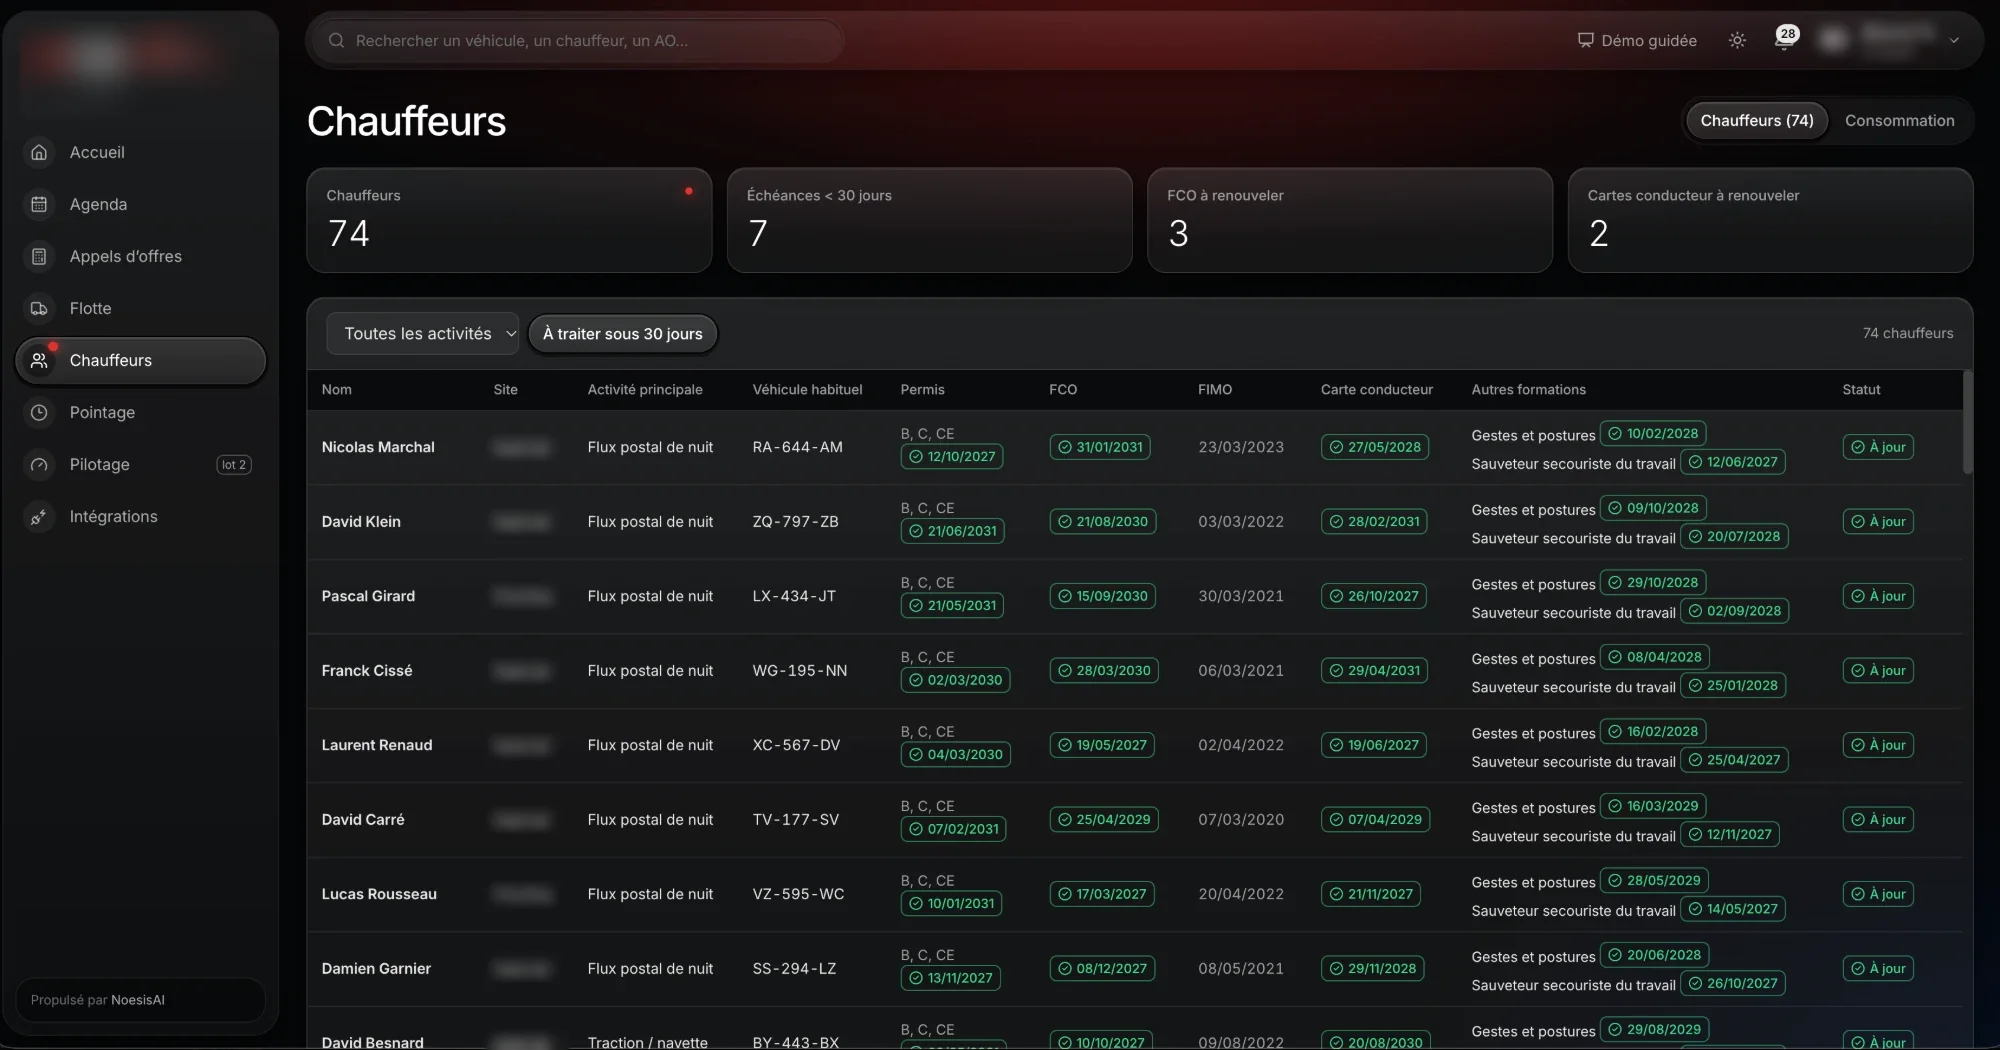 Rechercher un véhicule, un chauffeur, un AO...
Démo guidée
28
Accueil
Agenda
Appels d'offres
Flotte
Chauffeurs
Pointage
Pilotage lot 2
Intégrations
Propulsé par NoesisAI
Chauffeurs
Chauffeurs (74) Consommation
Chauffeurs
74
Échéances < 30 jours
7
FCO à renouveler
3
Cartes conducteur à renouveler
2
Toutes les activités À traiter sous 30 jours 74 chauffeurs
Nom Site Activité principale Véhicule habituel Permis FCO FIMO Carte conducteur Autres formations Statut
Nicolas Marchal Flux postal de nuit RA-644-AM B, C, CE 12/10/2027 31/01/2031 23/03/2023 27/05/2028 Gestes et postures 10/02/2028 Sauveteur secouriste du travail 12/06/2027 À jour
David Klein Flux postal de nuit ZQ-797-ZB B, C, CE 21/06/2031 21/08/2030 03/03/2022 28/02/2031 Gestes et postures 09/10/2028 Sauveteur secouriste du travail 20/07/2028 À jour
Pascal Girard Flux postal de nuit LX-434-JT B, C, CE 21/05/2031 15/09/2030 30/03/2021 26/10/2027 Gestes et postures 29/10/2028 Sauveteur secouriste du travail 02/09/2028 À jour
Franck Cissé Flux postal de nuit WG-195-NN B, C, CE 02/03/2030 28/03/2030 06/03/2021 29/04/2031 Gestes et postures 08/04/2028 Sauveteur secouriste du travail 25/01/2028 À jour
Laurent Renaud Flux postal de nuit XC-567-DV B, C, CE 04/03/2030 19/05/2027 02/04/2022 19/06/2027 Gestes et postures 16/02/2028 Sauveteur secouriste du travail 25/04/2027 À jour
David Carré Flux postal de nuit TV-177-SV B, C, CE 07/02/2031 25/04/2029 07/03/2020 07/04/2029 Gestes et postures 16/03/2029 Sauveteur secouriste du travail 12/11/2027 À jour
Lucas Rousseau Flux postal de nuit VZ-595-WC B, C, CE 10/01/2031 17/03/2027 20/04/2022 21/11/2027 Gestes et postures 28/05/2029 Sauveteur secouriste du travail 14/05/2027 À jour
Damien Garnier Flux postal de nuit SS-294-LZ B, C, CE 13/11/2027 08/12/2027 08/05/2021 29/11/2028 Gestes et postures 20/06/2028 Sauveteur secouriste du travail 26/10/2027 À jour
David Besnard Traction / navette BY-443-BX B, C, CE 10/10/2027 09/08/2022 20/08/2030 Gestes et postures 29/08/2029 À jour